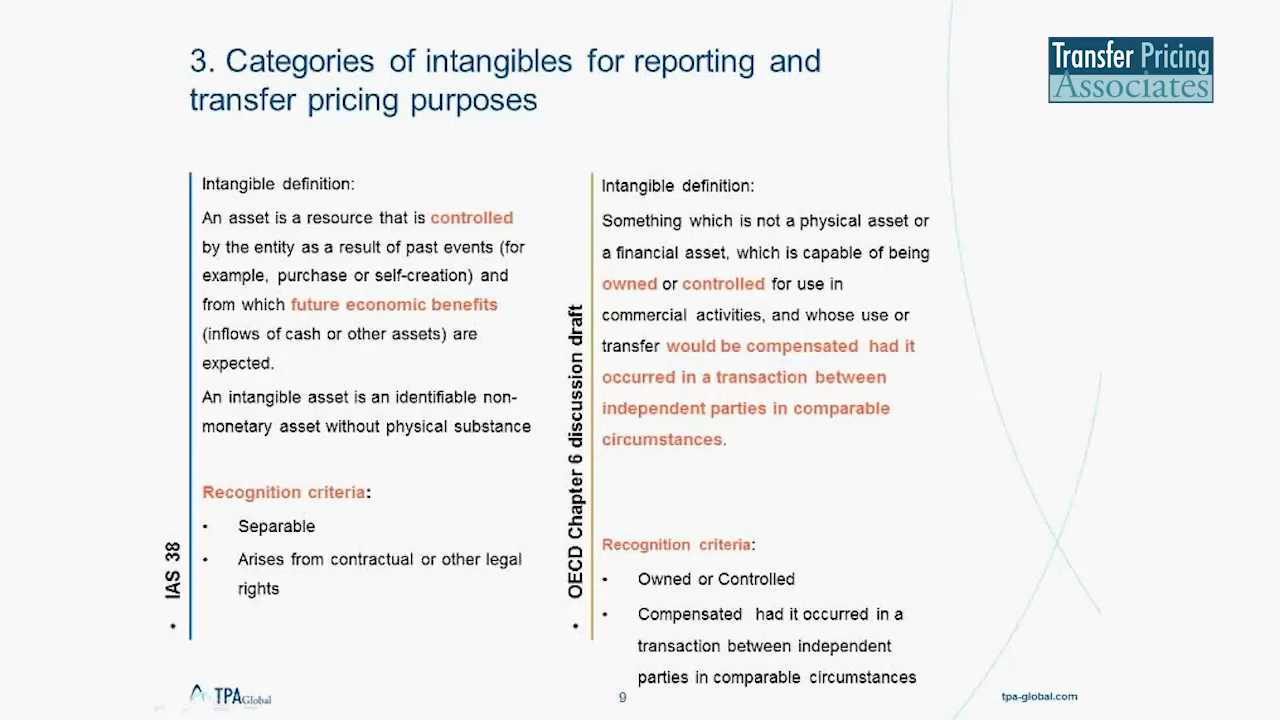 3. Categories of intangibles for reporting and
transfer pricing purposes
Transfer Pricing
Associates
• IAS 38
Intangible definition:
An asset is a resource that is controlled
by the entity as a result of past events (for
example, purchase or self-creation) and
from which future economic benefits
(inflows of cash or other assets) are
expected.
An intangible asset is an identifiable non-
monetary asset without physical substance
Recognition criteria:
• Separable
• Arises from contractual or other legal
rights
• OECD Chapter 6 discussion draft
Intangible definition:
Something which is not a physical asset or
a financial asset, which is capable of being
owned or controlled for use in
commercial activities, and whose use or
transfer would be compensated had it
occurred in a transaction between
independent parties in comparable
circumstances.
Recognition criteria:
• Owned or Controlled
• Compensated had it occurred in a
transaction between independent
parties in comparable circumstances
TPA Global
9
tpa-global.com